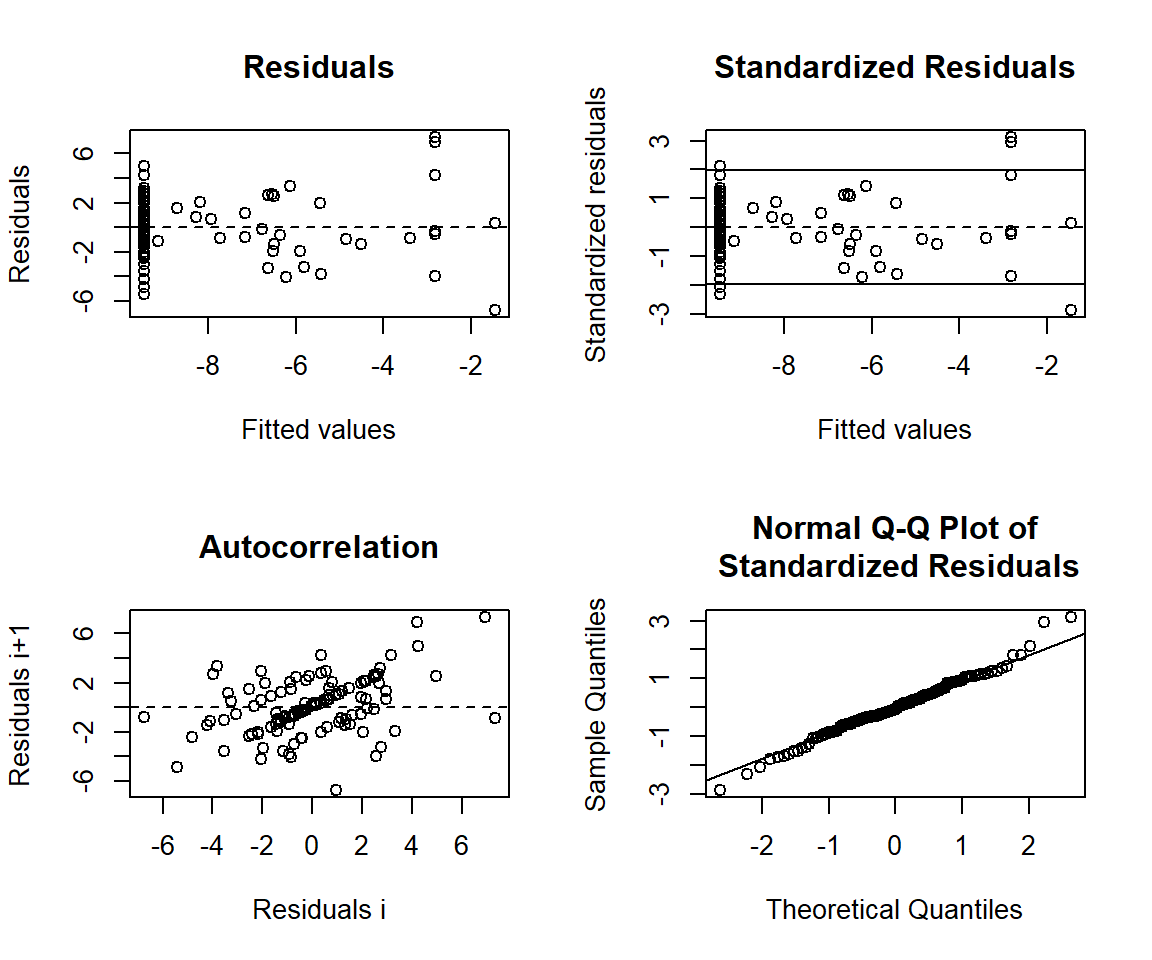 Residuals
Residuals
6
2
-2
-6
-8
-6
-4
-2
Fitted values
Standardized Residuals
Standardized residuals
3
1
-1
-3
-8
-6
-4
-2
Fitted values
Autocorrelation
Residuals i+1
6
2
-2
-6
-6
-4
-2
0
2
4
6
Residuals i
Normal Q-Q Plot of
Standardized Residuals
Sample Quantiles
3
1
-1
-3
-2
-1
0
1
2
Theoretical Quantiles